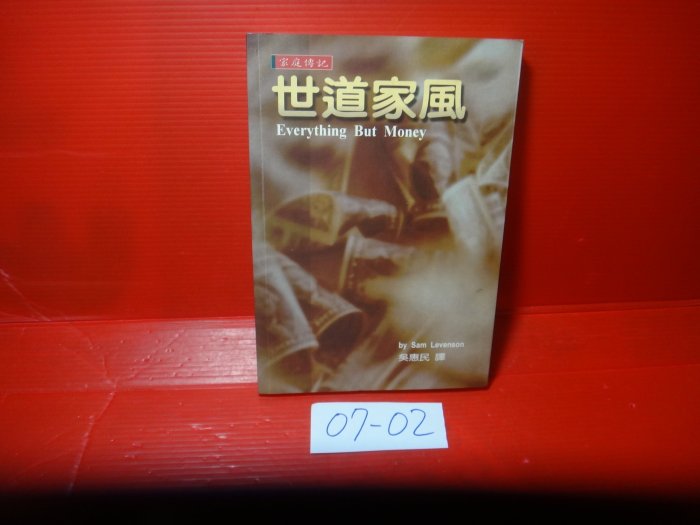 家庭傳記
世道家風
Everything But Money
by Sam Levenson
吳惠民 譯
07-02